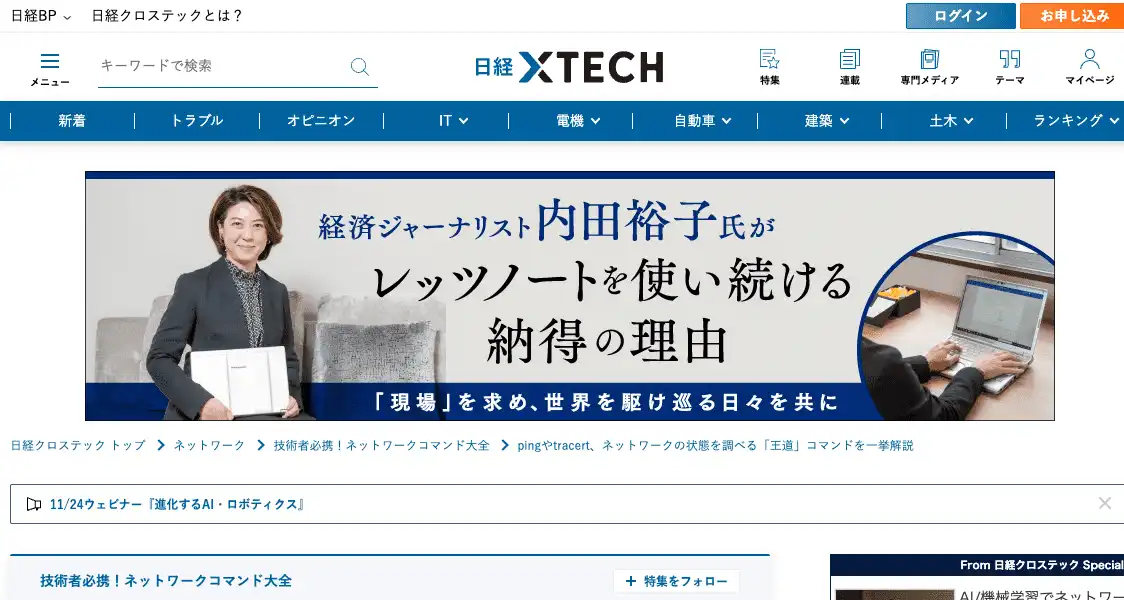 日経BP 日経クロステックとは？ ログイン お申し込み
メニュー キーワードで検索 日経XTECH 特集 連載 専門メディア テーマ マイページ
新着 トラブル オピニオン IT 電機 自動車 建築 土木 ランキング
経済ジャーナリスト内田裕子氏が
レッツノートを使い続ける
納得の理由
「現場」を求め、世界を駆け巡る日々を共に
日経クロステック トップ ネットワーク 技術者必携！ネットワークコマンド大全 pingやtracert、ネットワークの状態を調べる「王道」コマンドを一挙解説
11/24ウェビナー『進化するAI・ロボティクス』
技術者必携！ネットワークコマンド大全 + 特集をフォロー
From 日経クロステック Special
AI/機械学習でネットワー